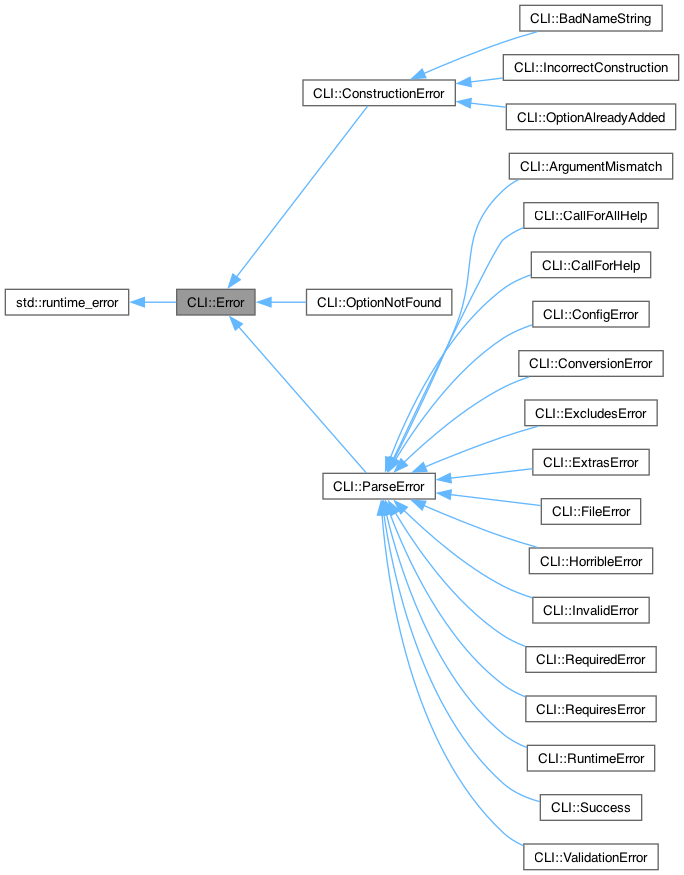 CLI::BadNameString
CLI::IncorrectConstruction
CLI::ConstructionError
CLI::OptionAlreadyAdded
CLI::ArgumentMismatch
CLI::CallForAllHelp
CLI::CallForHelp
std::runtime_error
CLI::Error
CLI::OptionNotFound
CLI::ConfigError
CLI::ConversionError
CLI::ExcludesError
CLI::ExtrasError
CLI::ParseError
CLI::FileError
CLI::HorribleError
CLI::InvalidError
CLI::RequiredError
CLI::RequiresError
CLI::RuntimeError
CLI::Success
CLI::ValidationError